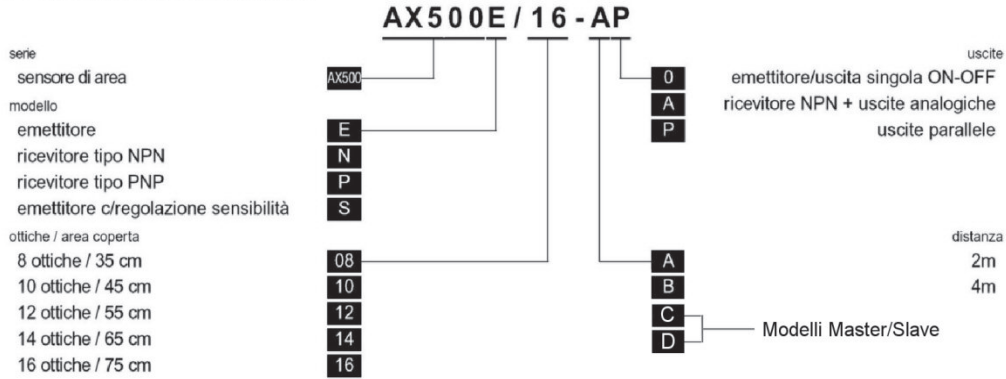 AX500E/16-AP
serie
sensore di area AX500
modello
emettitore E
ricevitore tipo NPN N
ricevitore tipo PNP P
emettitore c/regolazione sensibilità S
ottiche / area coperta
8 ottiche / 35 cm 08
10 ottiche / 45 cm 10
12 ottiche / 55 cm 12
14 ottiche / 65 cm 14
16 ottiche / 75 cm 16
uscite
0 emettitore/uscita singola ON-OFF
A ricevitore NPN + uscite analogiche
P uscite parallele
distanza
A 2m
B 4m
C
D
Modelli Master/Slave